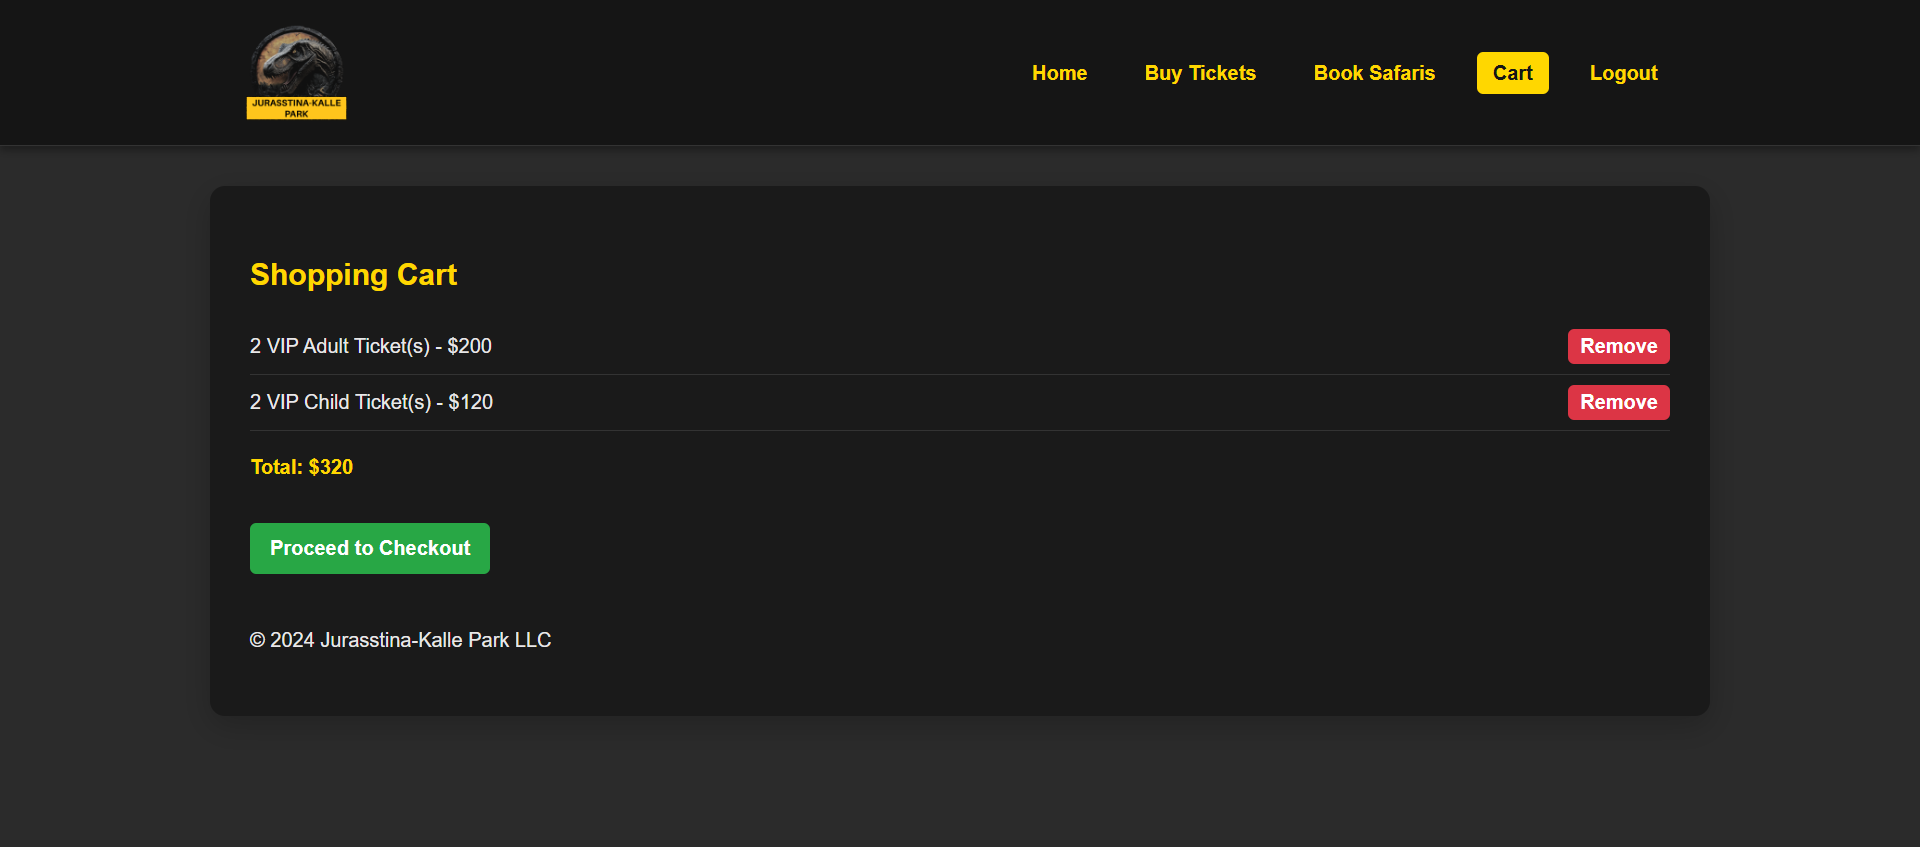 JURASSTINA-KALLE
PARK
Home
Buy Tickets
Book Safaris
Cart
Logout
Shopping Cart
2 VIP Adult Ticket(s) - $200
Remove
2 VIP Child Ticket(s) - $120
Remove
Total: $320
Proceed to Checkout
© 2024 Jurasstina-Kalle Park LLC